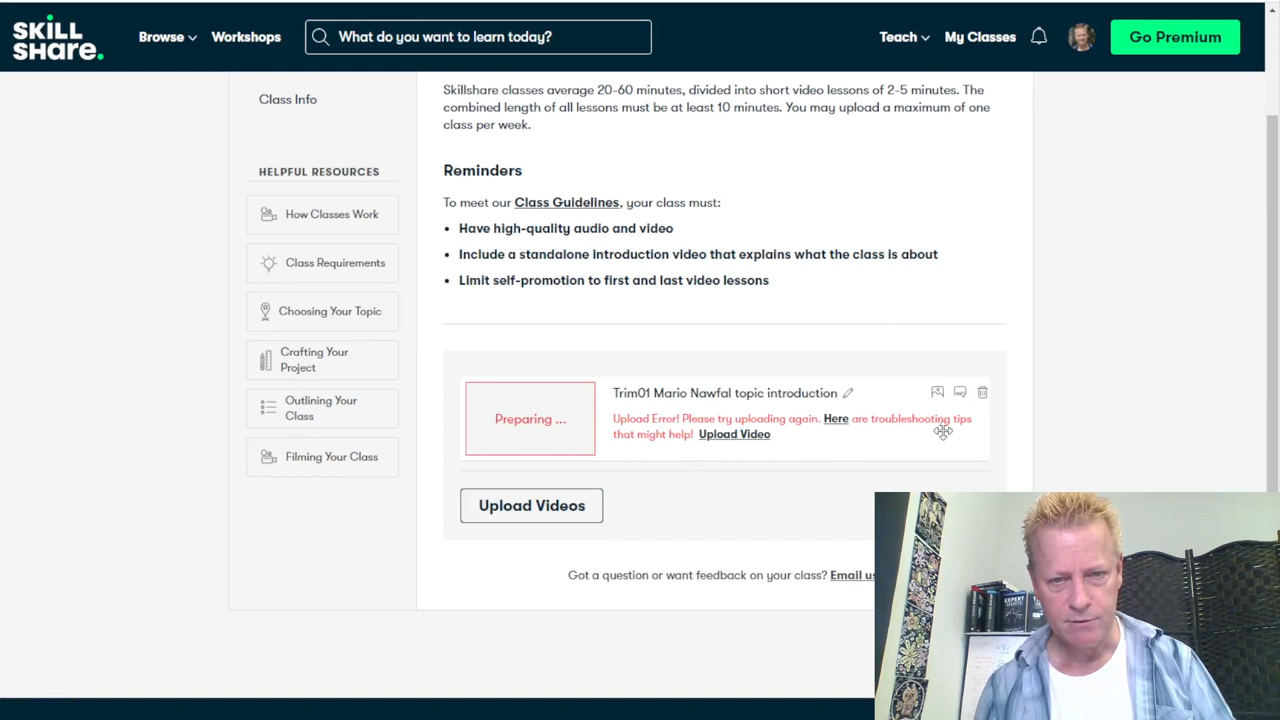 SKILL
SHARE.
Browse
Workshops
What do you want to learn today?
Teach
My Classes
Go Premium
Class Info
HELPFUL RESOURCES
How Classes Work
Class Requirements
Choosing Your Topic
Crafting Your
Project
Outlining Your
Class
Filming Your Class
Skillshare classes average 20-60 minutes, divided into short video lessons of 2-5 minutes. The
combined length of all lessons must be at least 10 minutes. You may upload a maximum of one
class per week.
Reminders
To meet our Class Guidelines, your class must:
• Have high-quality audio and video
• Include a standalone introduction video that explains what the class is about
• Limit self-promotion to first and last video lessons
Preparing ...
Trim01 Mario Nawfal topic introduction
Upload Error! Please try uploading again. Here are troubleshooting tips
that might help! Upload Video
Upload Videos
Got a question or want feedback on your class? Email us
EXPERT